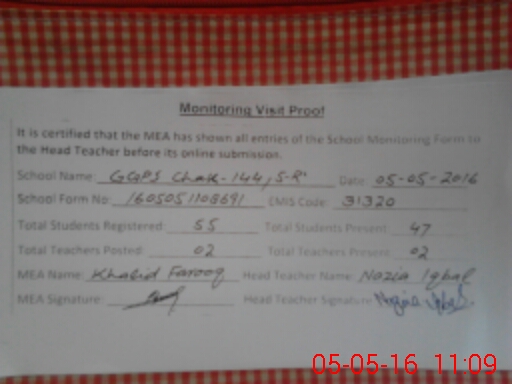 Monitoring Visit Proof
It is certified that the MEA has shown all entries of the School Monitoring Form to
the Head Teacher before its online submission.
School Name: GGPS Chak-144, 5-R' Date: 05-05-2016
School Form No: 1605051108691 EMIS Code: 31320
Total Students Registered: 55 Total Students Present: 47
Total Teachers Posted: 02 Total Teachers Present: 02
MEA Name: Khalid Farooq Head Teacher Name: Nazia Iqbal
MEA Signature: Head Teacher Signature: Nazia Iqbal.
05-05-16 11:09